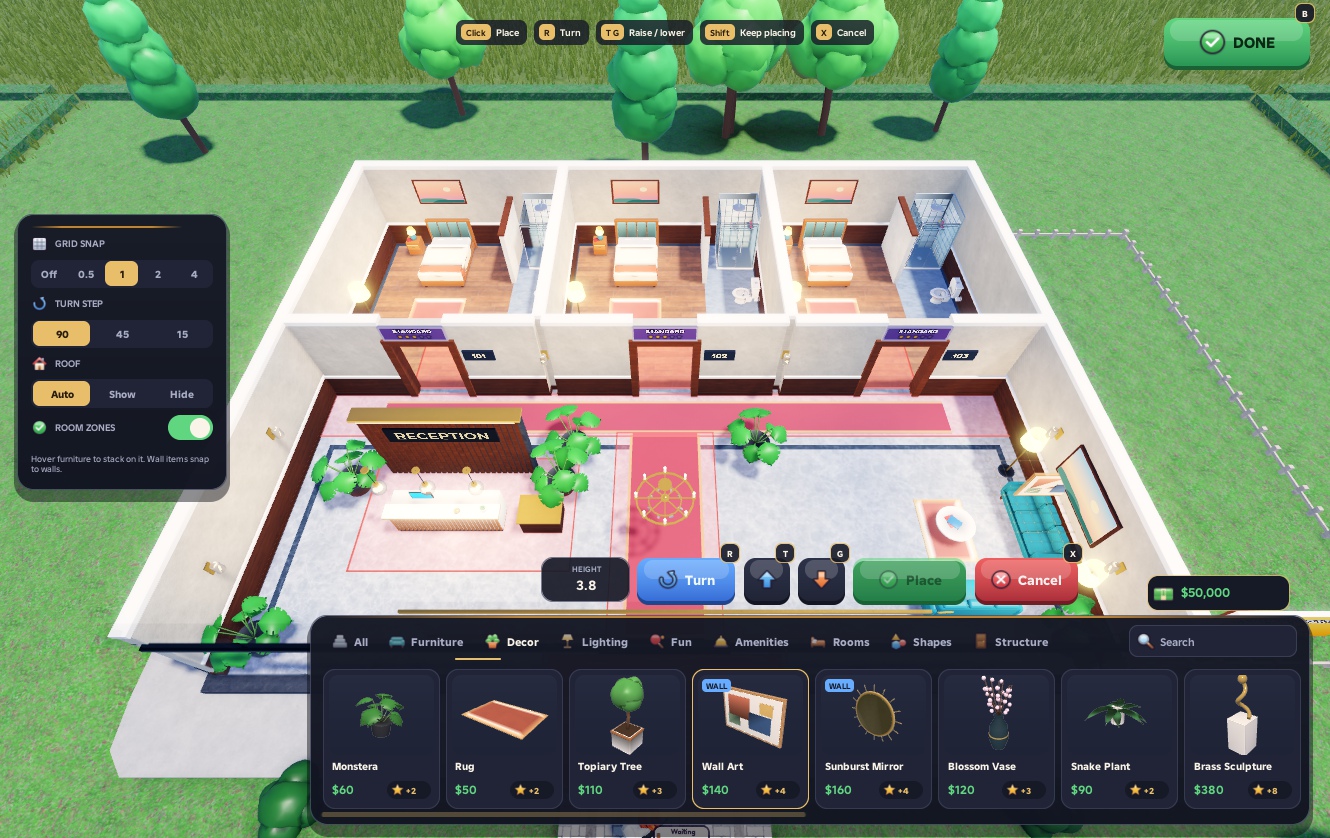 Click Place
R Turn
T G Raise / lower
Shift Keep placing
X Cancel
B
DONE
GRID SNAP
Off 0.5 1 2 4
TURN STEP
90 45 15
ROOF
Auto Show Hide
ROOM ZONES
Hover furniture to stack on it. Wall items snap
to walls.
STANDARD
STANDARD
STANDARD
101
102
103
RECEPTION
HEIGHT
3.8
R
Turn
T
G
Place
X
Cancel
$50,000
All Furniture Decor Lighting Fun Amenities Rooms Shapes Structure
Search
WALL
WALL
Monstera
$60
+2
Rug
$50
+2
Topiary Tree
$110
+3
Wall Art
$140
+4
Sunburst Mirror
$160
+4
Blossom Vase
$120
+3
Snake Plant
$90
+2
Brass Sculpture
$380
+8
Waiting